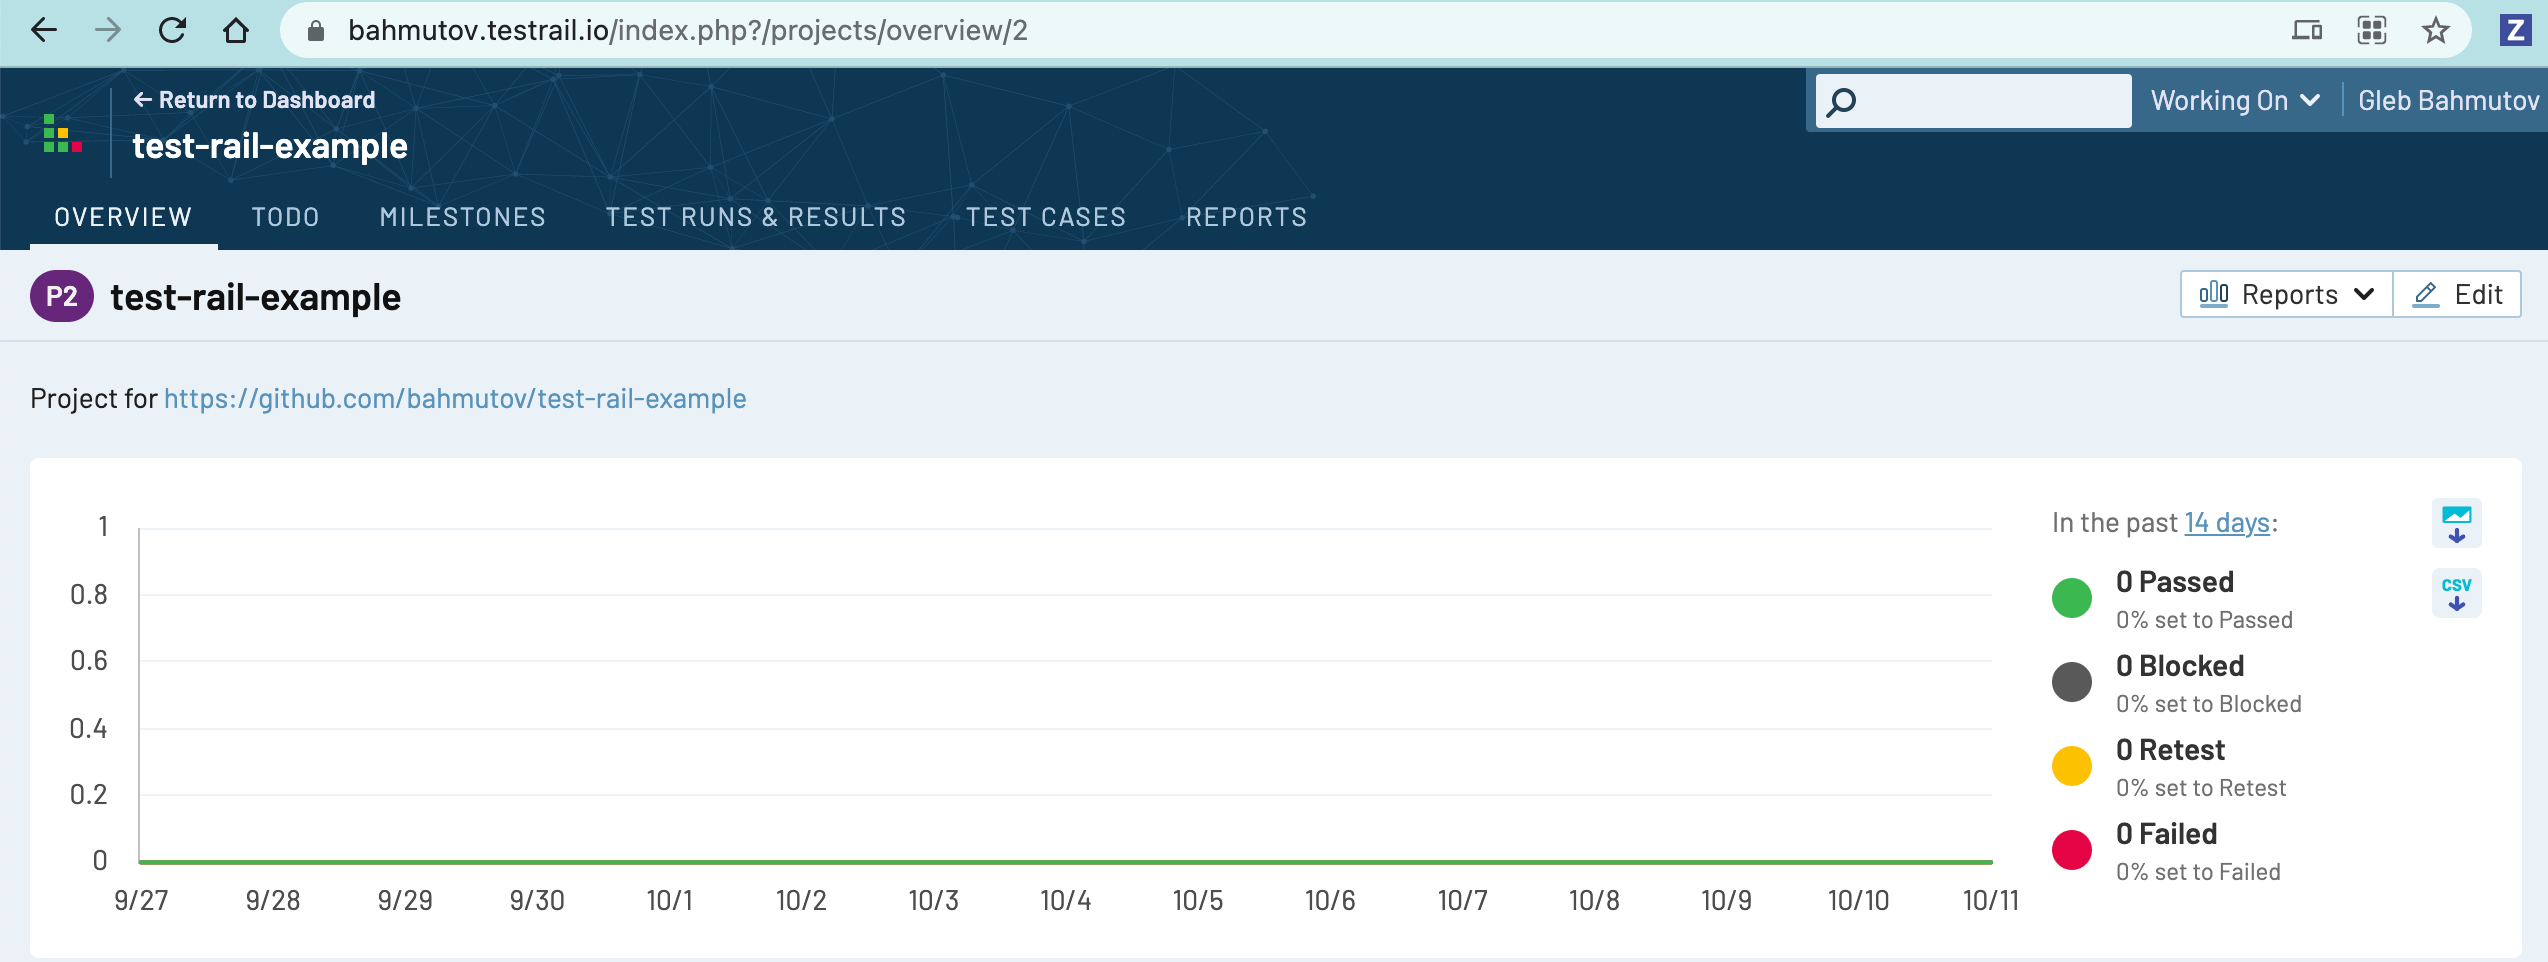 bahmutov.testrail.io/index.php?/projects/overview/2
Z
← Return to Dashboard
test-rail-example
Working On
Gleb Bahmutov
OVERVIEW
TODO
MILESTONES
TEST RUNS & RESULTS
TEST CASES
REPORTS
P2
test-rail-example
Reports
Edit
Project for https://github.com/bahmutov/test-rail-example
1
0.8
0.6
0.4
0.2
0
9/27
9/28
9/29
9/30
10/1
10/2
10/3
10/4
10/5
10/6
10/7
10/8
10/9
10/10
10/11
In the past 14 days:
0 Passed
0% set to Passed
0 Blocked
0% set to Blocked
0 Retest
0% set to Retest
0 Failed
0% set to Failed
CSV